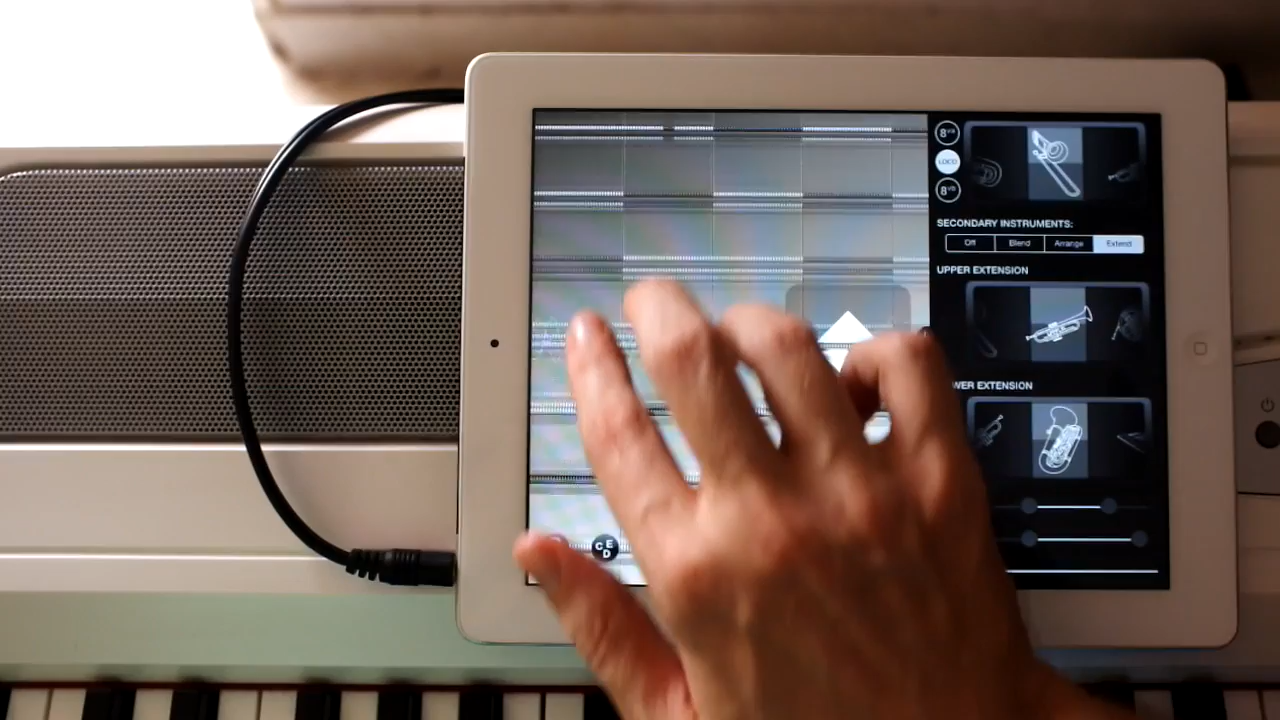 8va
LOCO
8vb
SECONDARY INSTRUMENTS:
Off Blend Arrange Extend
UPPER EXTENSION
WER EXTENSION
C E
D